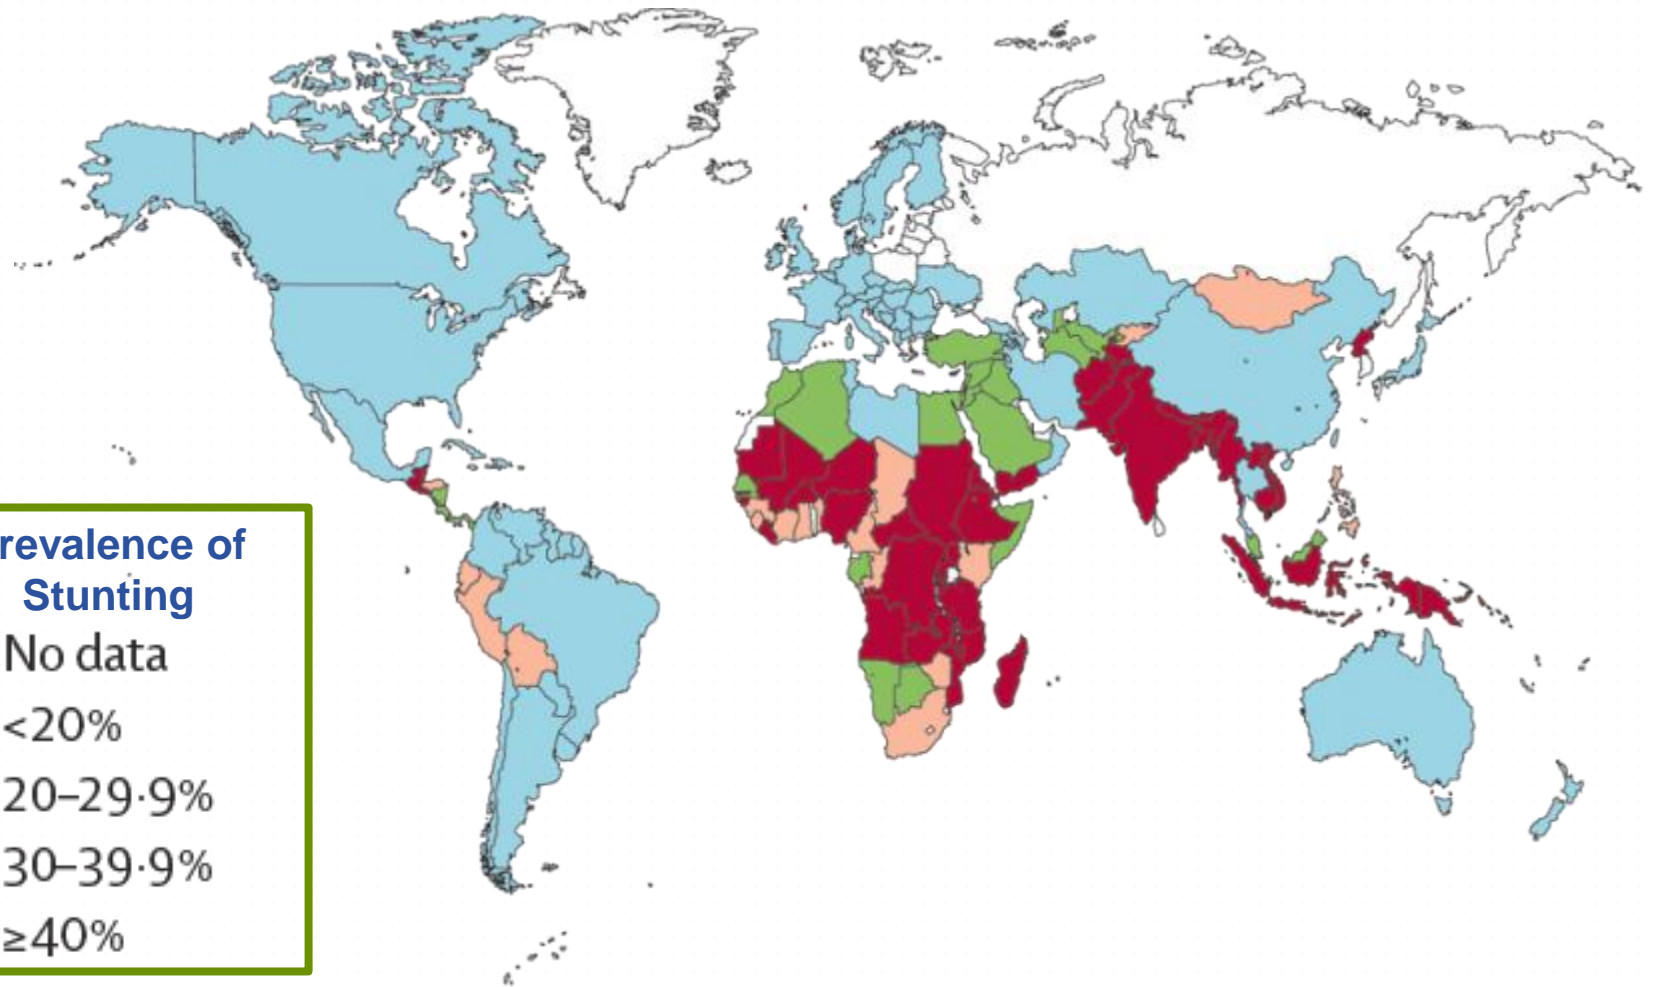 revalence of
Stunting
No data
<20%
20–29·9%
30–39·9%
≥40%